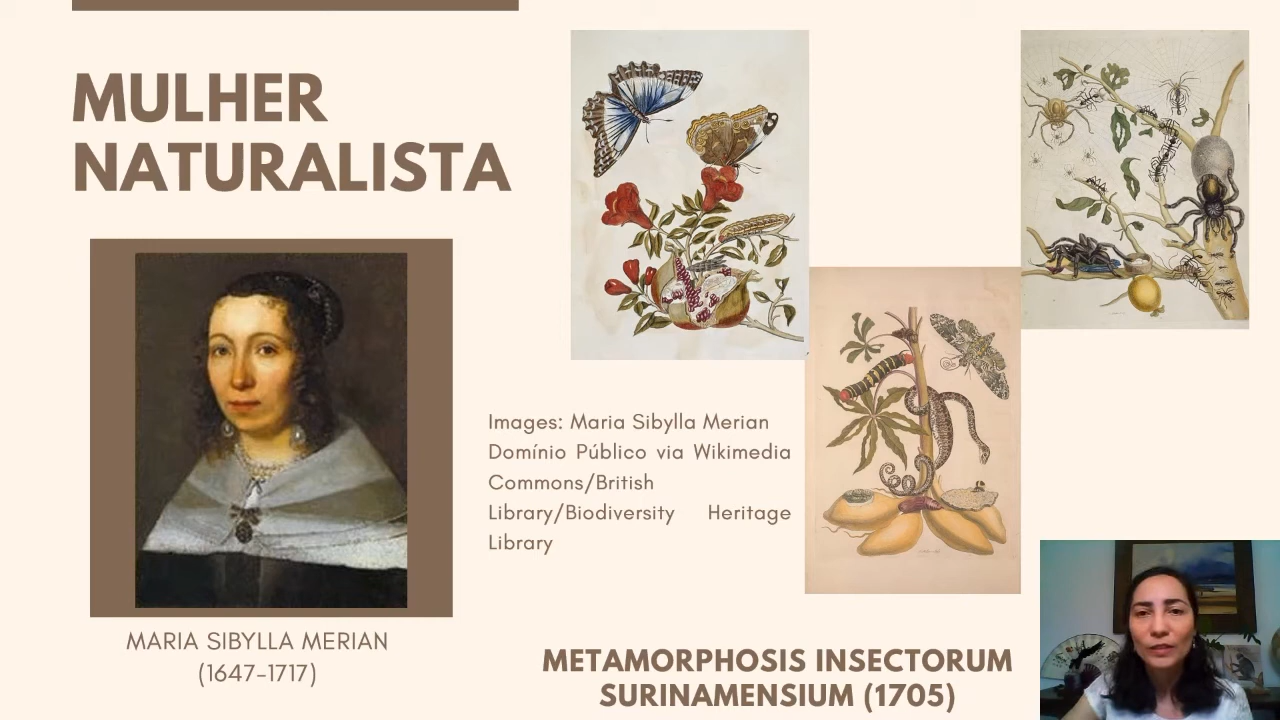 MULHER
NATURALISTA
MARIA SIBYLLA MERIAN
(1647-1717)
Images: Maria Sibylla Merian
Domínio Público via Wikimedia
Commons/British
Library/Biodiversity Heritage
Library
METAMORPHOSIS INSECTORUM
SURINAMENSIUM (1705)